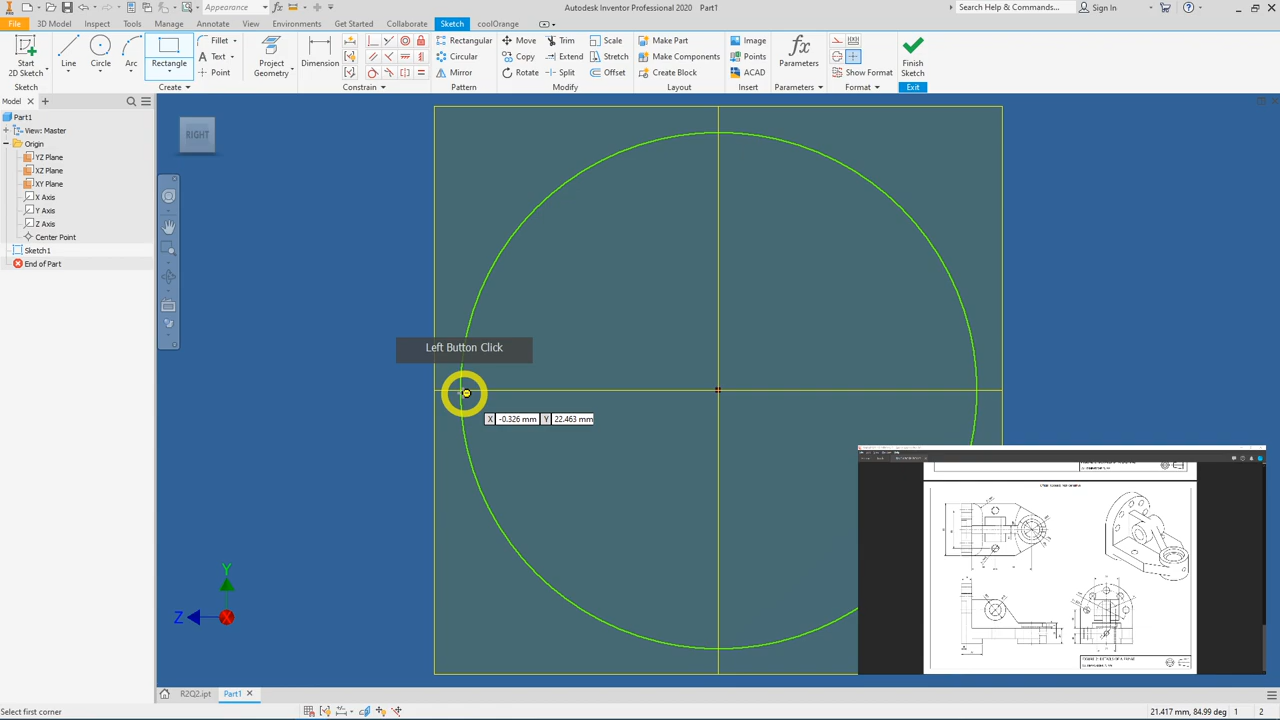 Appearance
Autodesk Inventor Professional 2020   Part1
Search Help & Commands...
Sign In
File
3D Model
Inspect
Tools
Manage
Annotate
View
Environments
Get Started
Collaborate
Sketch
coolOrange
Start
2D Sketch
Line
Circle
Arc
Rectangle
Fillet
Text
Point
Project
Geometry
Dimension
Rectangular
Circular
Mirror
Move
Copy
Rotate
Trim
Extend
Split
Scale
Stretch
Offset
Make Part
Make Components
Create Block
Image
Points
ACAD
Parameters
Show Format
Finish
Sketch
Sketch
Create
Constrain
Pattern
Modify
Layout
Insert
Parameters
Format
Exit
Model
Part1
View: Master
Origin
YZ Plane
XZ Plane
XY Plane
X Axis
Y Axis
Z Axis
Center Point
Sketch1
End of Part
RIGHT
Left Button Click
X -0.326 mm Y 22.463 mm
Y
Z
X
R2Q2.ipt
Part1
Select first corner
21.417 mm, 84.99 deg 1 2